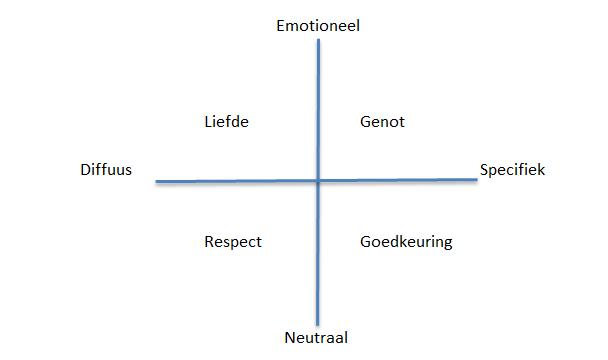 Emotioneel
Liefde
Genot
Diffuus
Specifiek
Respect
Goedkeuring
Neutraal